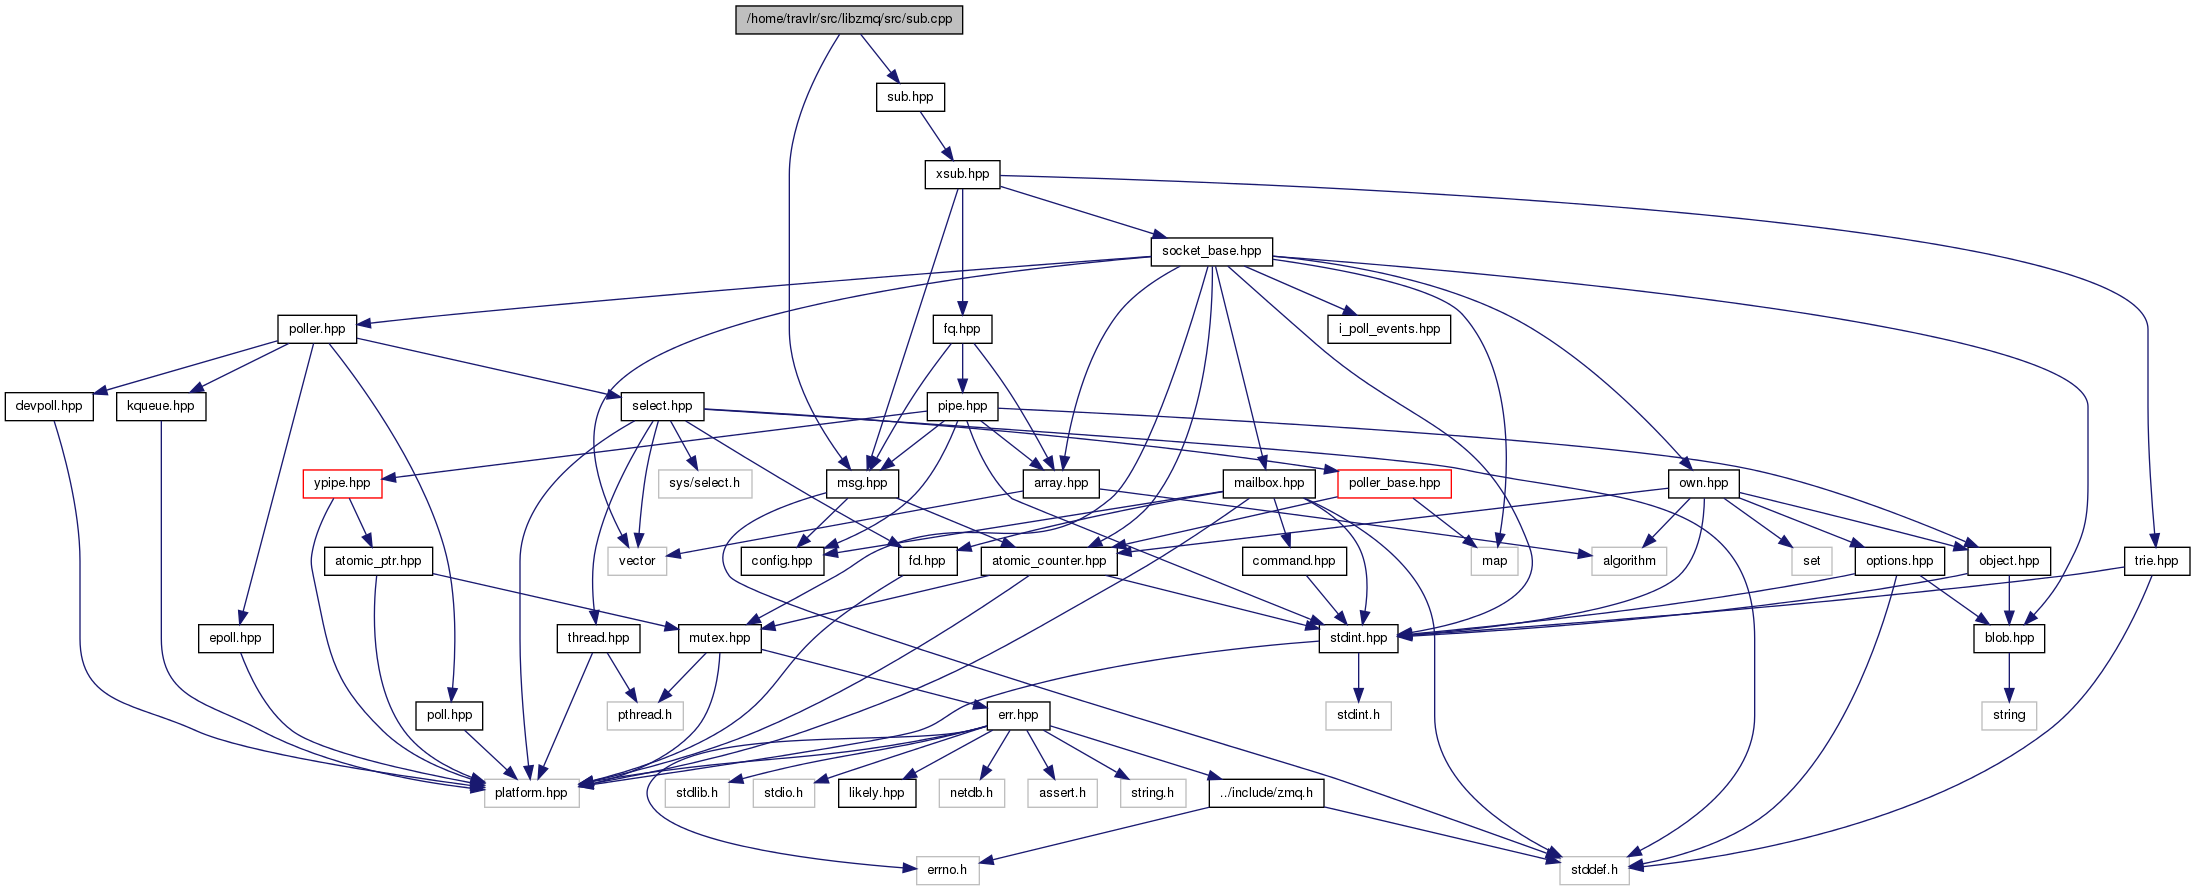 /home/travlr/src/libzmq/src/sub.cpp
sub.hpp
xsub.hpp
socket_base.hpp
poller.hpp
fq.hpp
i_poll_events.hpp
devpoll.hpp
kqueue.hpp
select.hpp
pipe.hpp
ypipe.hpp
sys/select.h
msg.hpp
array.hpp
mailbox.hpp
poller_base.hpp
own.hpp
atomic_ptr.hpp
vector
config.hpp
fd.hpp
atomic_counter.hpp
command.hpp
map
algorithm
set
options.hpp
object.hpp
trie.hpp
epoll.hpp
thread.hpp
mutex.hpp
stdint.hpp
blob.hpp
poll.hpp
pthread.h
err.hpp
stdint.h
string
platform.hpp
stdlib.h
stdio.h
likely.hpp
netdb.h
assert.h
string.h
../include/zmq.h
errno.h
stddef.h